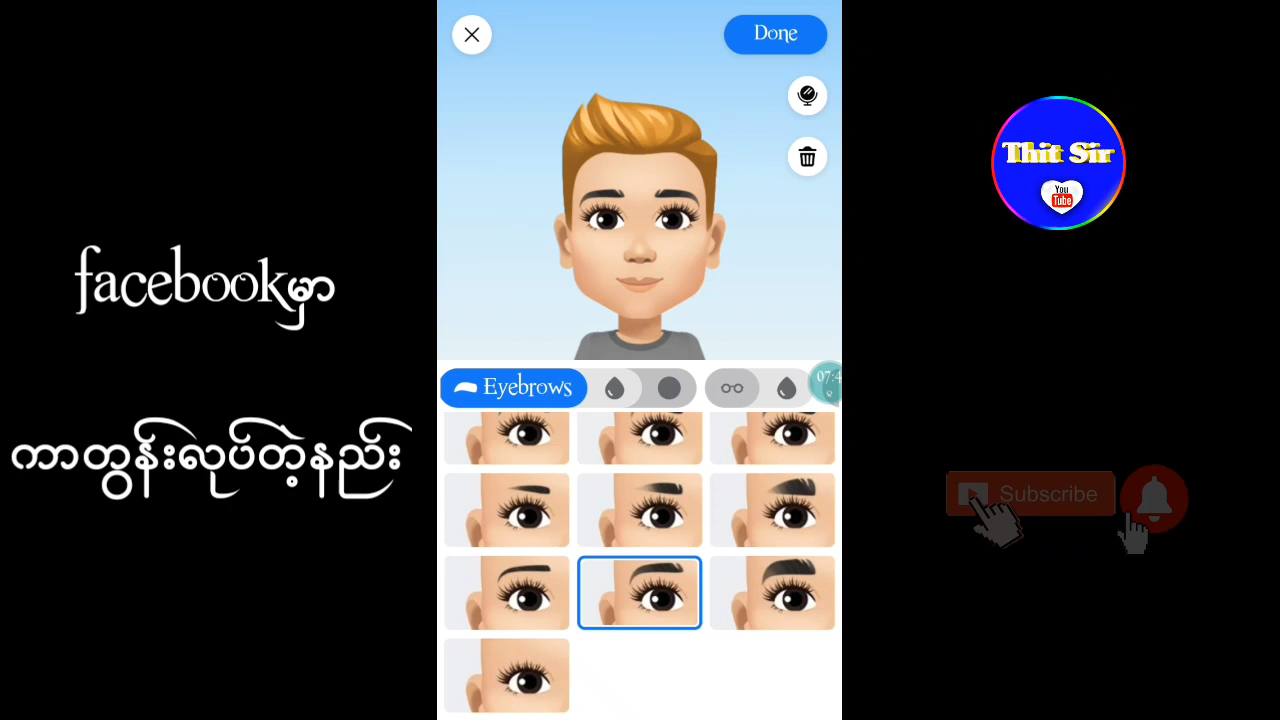 Done
facebookမှာ
ကာတွန်းလုပ်တဲ့နည်း
Eyebrows
Thit Sir
You
Tube
Subscribe